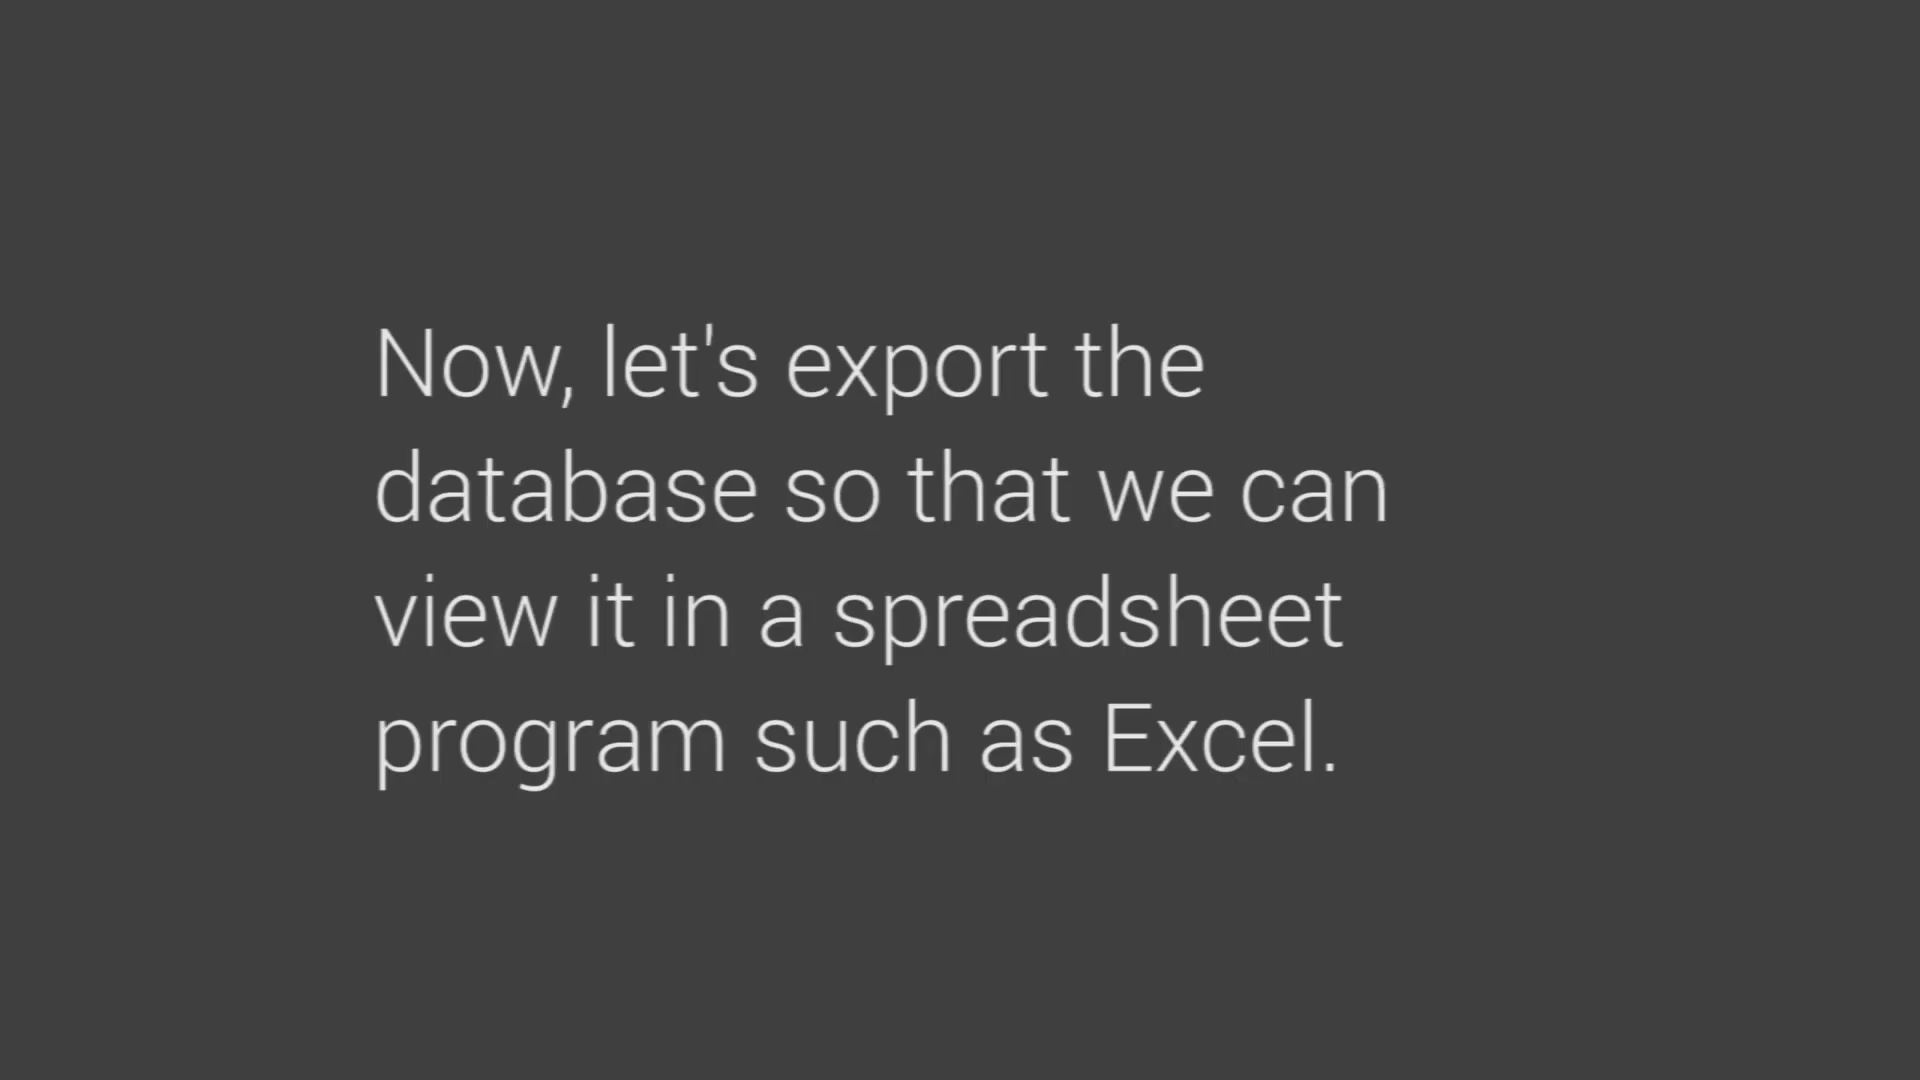 Now, let's export the
database so that we can
view it in a spreadsheet
program such as Excel.